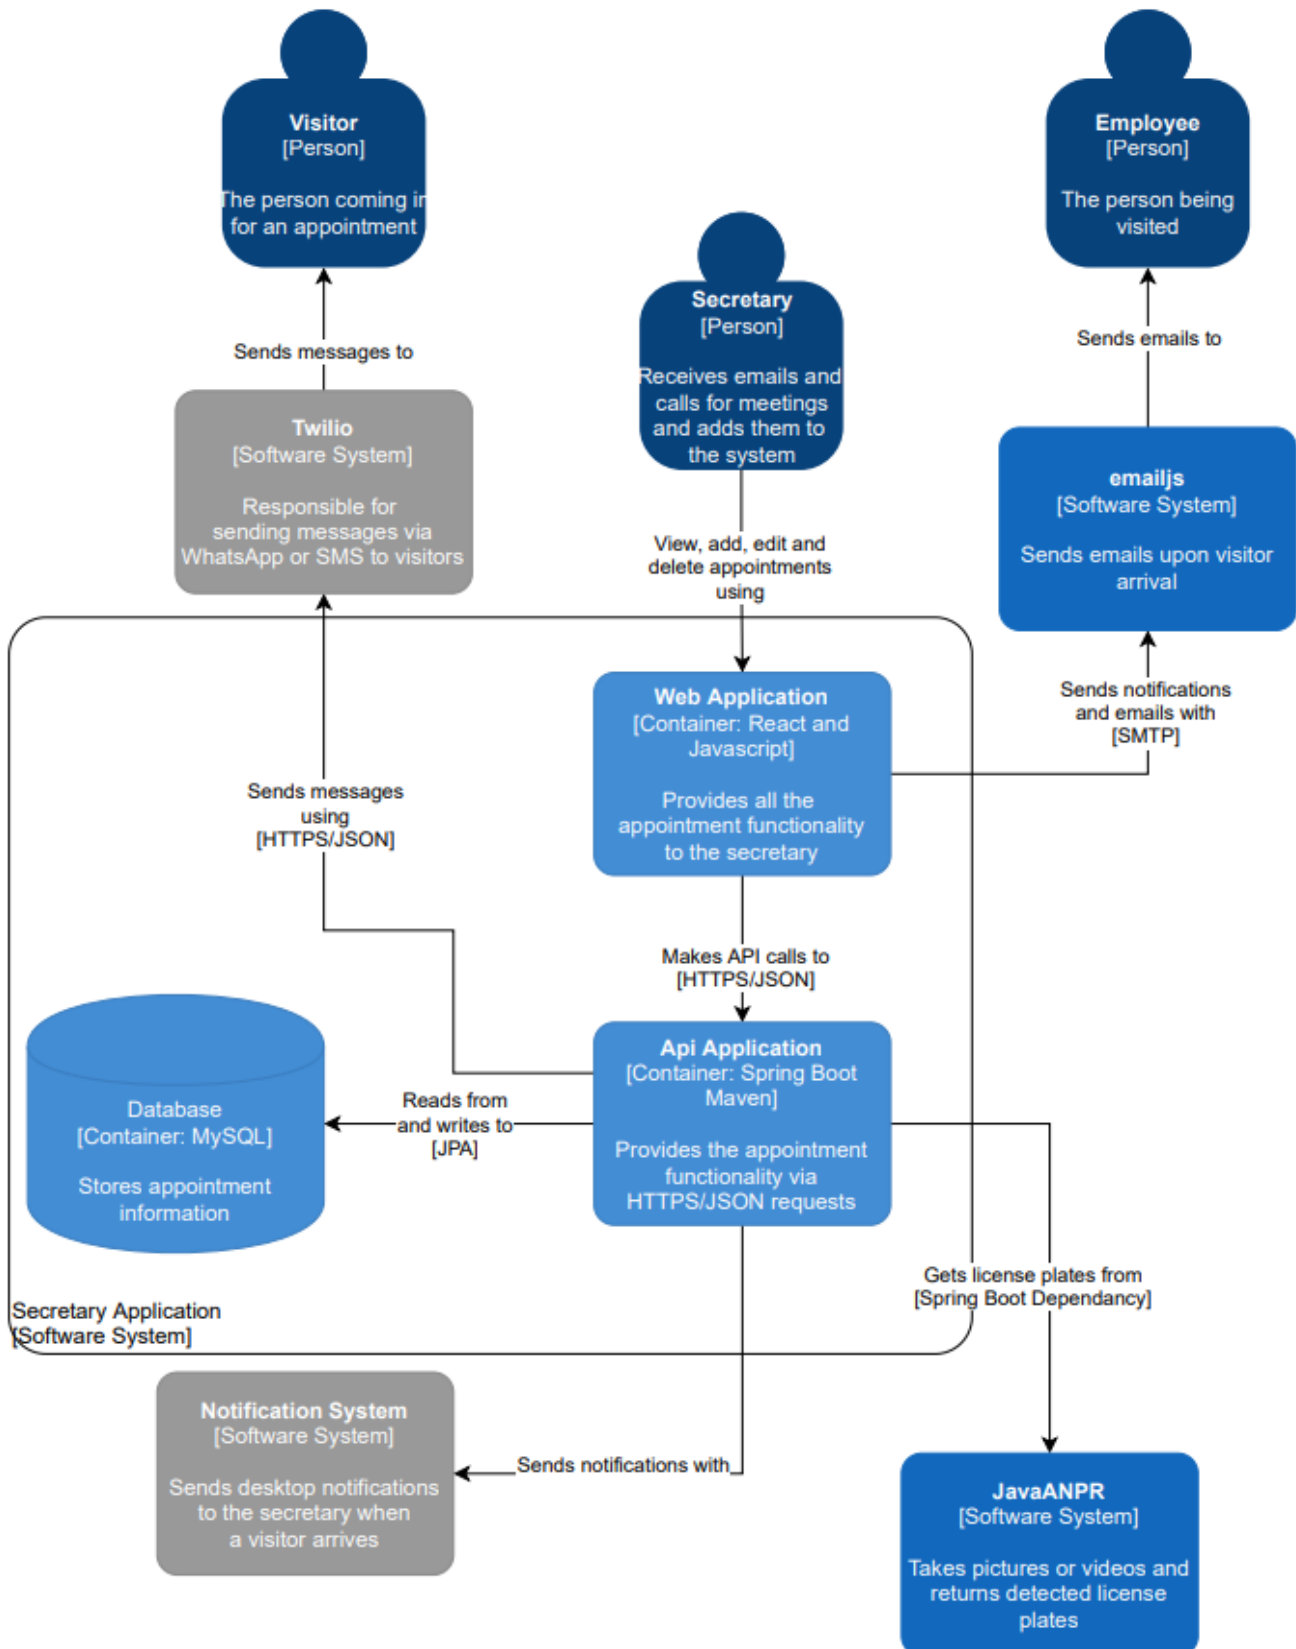 Visitor
[Person]
The person coming in
for an appointment
Employee
[Person]
The person being
visited
Secretary
[Person]
Receives emails and
calls for meetings
and adds them to
the system
Sends messages to
Sends emails to
Twilio
[Software System]
Responsible for
sending messages via
WhatsApp or SMS to visitors
emailjs
[Software System]
Sends emails upon visitor
arrival
View, add, edit and
delete appointments
using
Web Application
[Container: React and
Javascript]
Provides all the
appointment functionality
to the secretary
Sends notifications
and emails with
[SMTP]
Sends messages
using
[HTTPS/JSON]
Makes API calls to
[HTTPS/JSON]
Database
[Container: MySQL]
Stores appointment
information
Reads from
and writes to
[JPA]
Api Application
[Container: Spring Boot
Maven]
Provides the appointment
functionality via
HTTPS/JSON requests
Gets license plates from
[Spring Boot Dependancy]
Secretary Application
[Software System]
Notification System
[Software System]
Sends desktop notifications
to the secretary when
a visitor arrives
Sends notifications with
JavaANPR
[Software System]
Takes pictures or videos and
returns detected license
plates